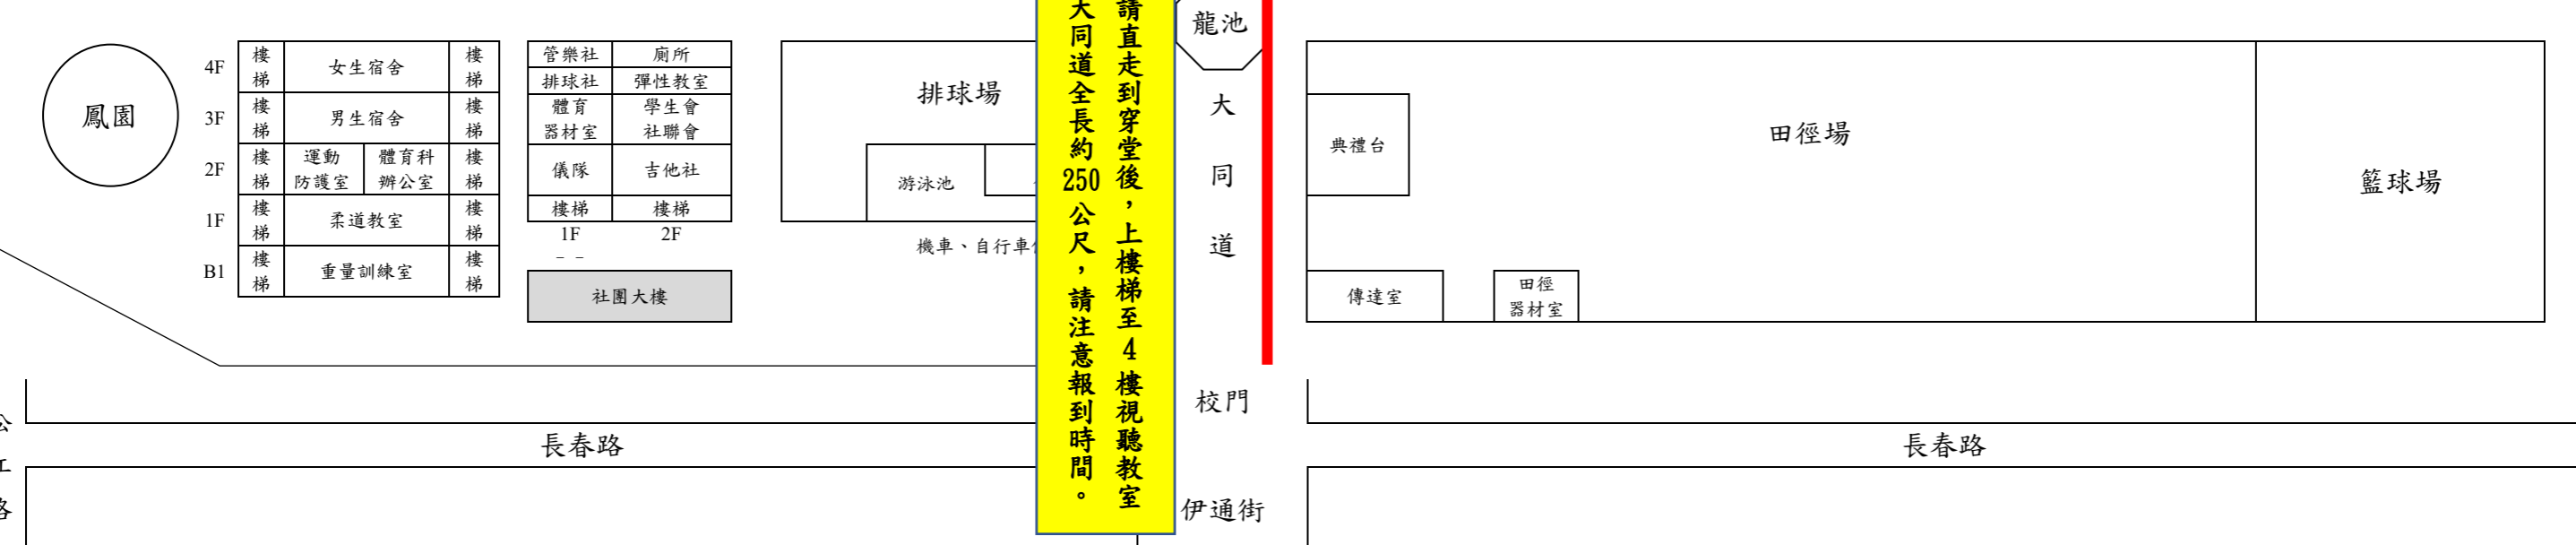 鳳園
4F
樓梯
女生宿舍
樓梯
3F
樓梯
男生宿舍
樓梯
2F
樓梯
運動
防護室
體育科
辦公室
樓梯
1F
樓梯
柔道教室
樓梯
B1
樓梯
重量訓練室
樓梯
管樂社
廁所
排球社
彈性教室
體育
器材室
學生會
社聯會
儀隊
吉他社
樓梯
樓梯
1F
2F
社團大樓
排球場
游泳池
機車、自行車
請直走到穿堂後，上樓梯至4樓視聽教室
大同道全長約250公尺，請注意報到時間。
龍池
大同道
校門
伊通街
典禮台
田徑場
籃球場
傳達室
田徑
器材室
長春路
長春路